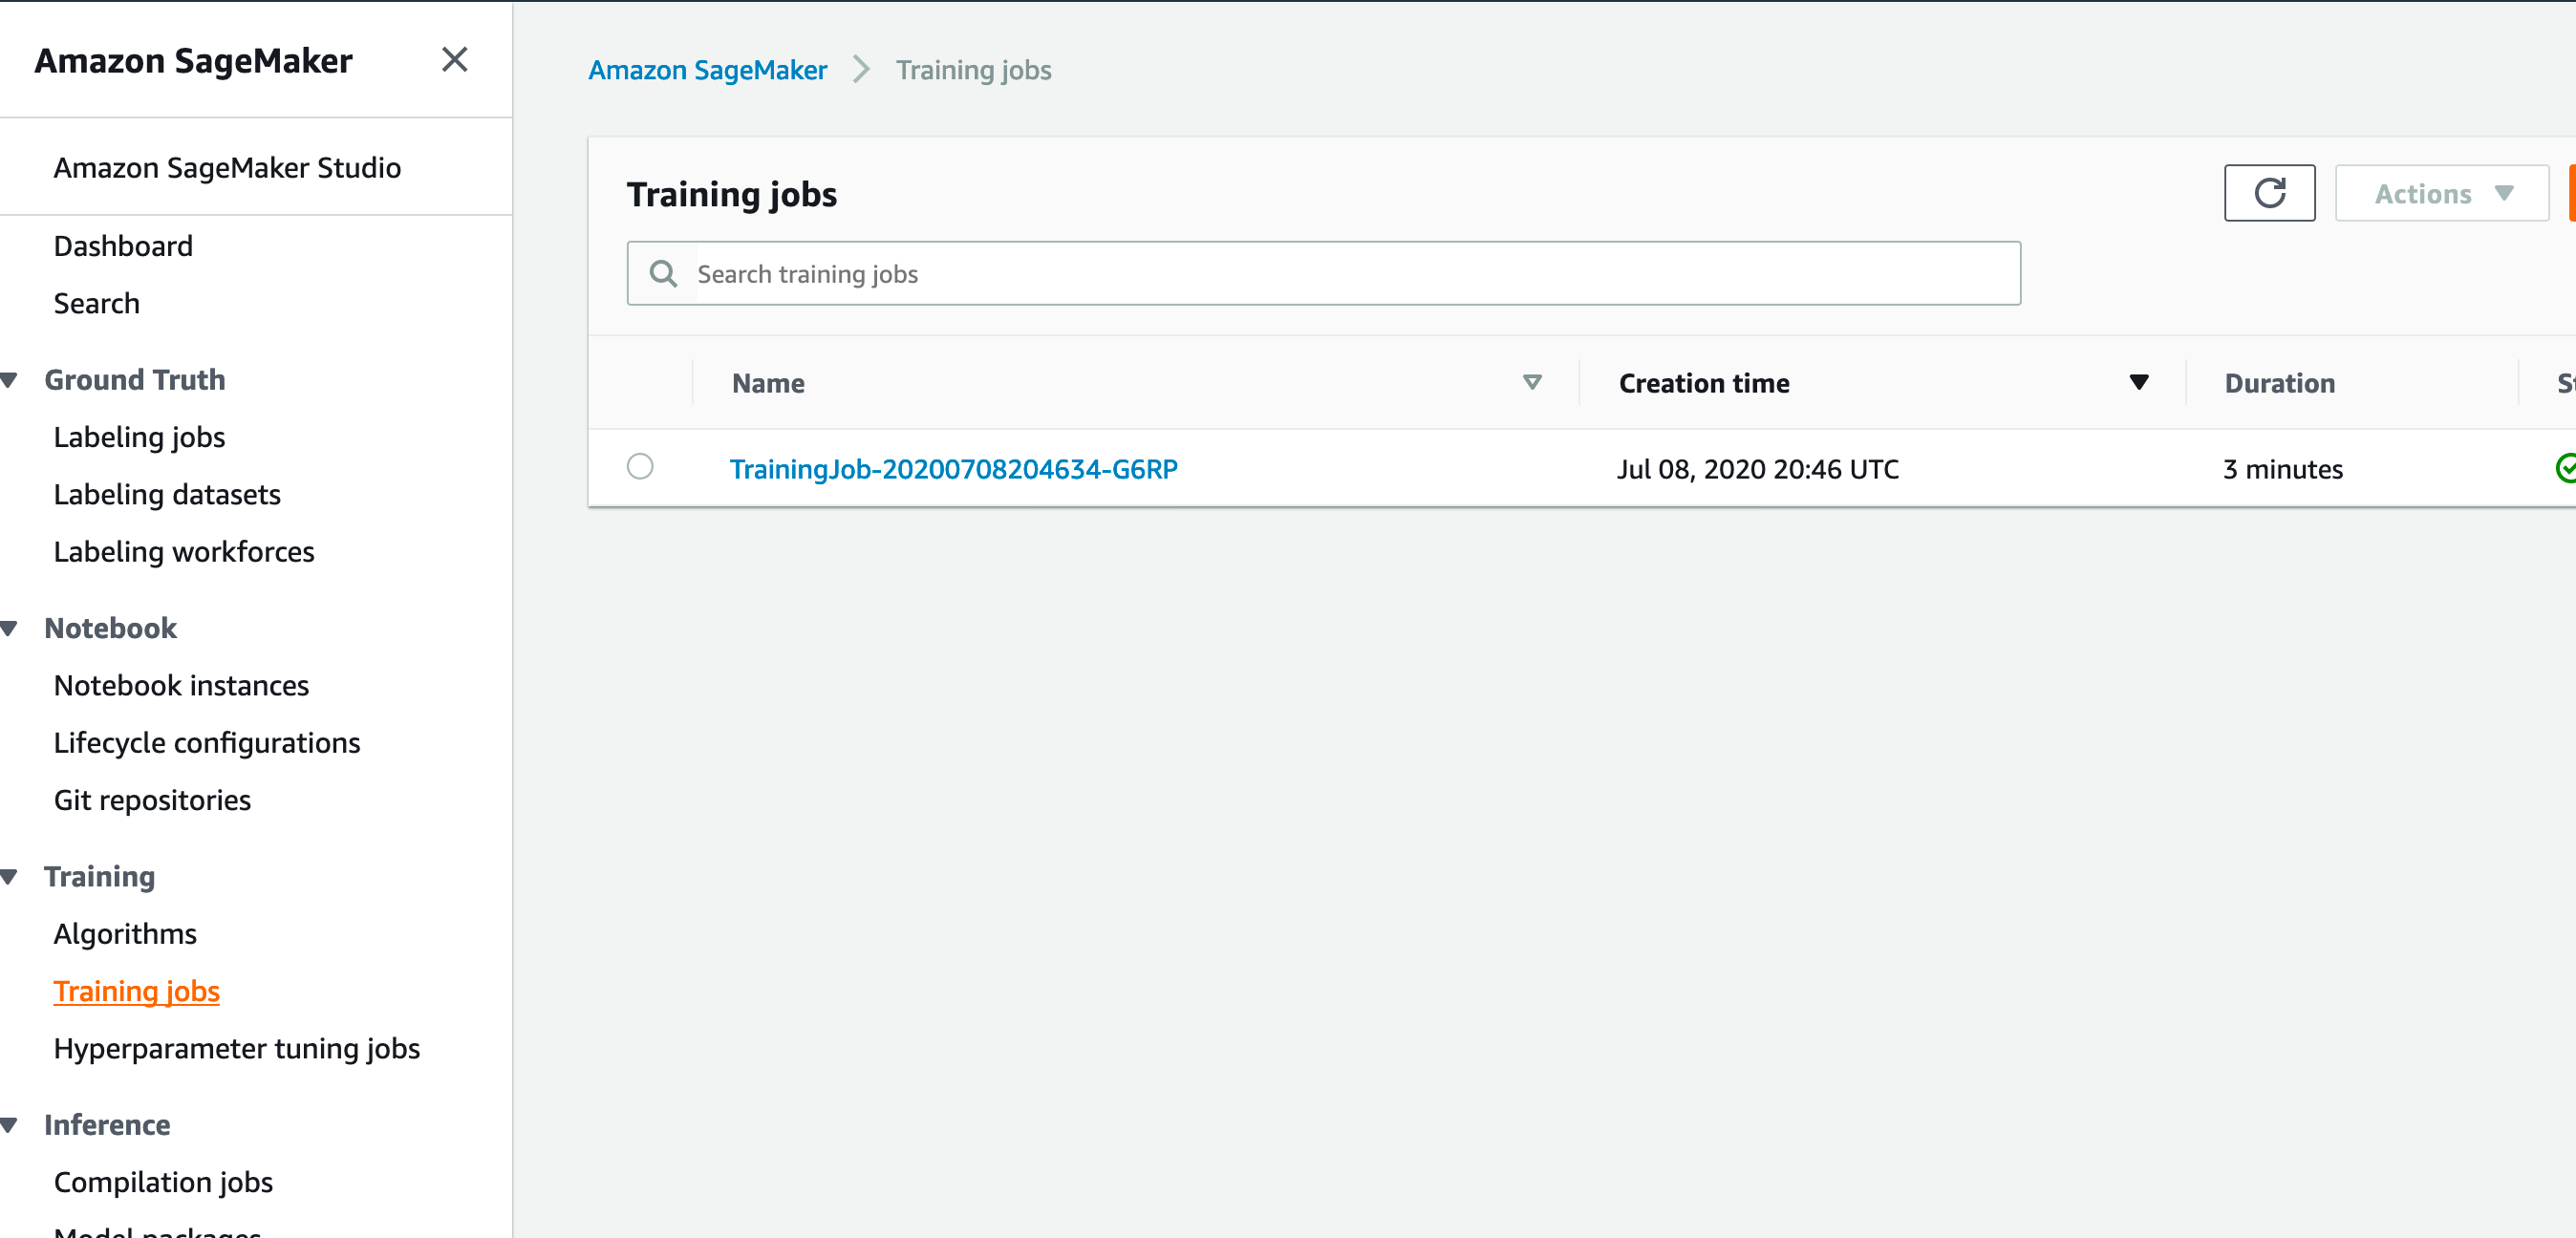 Amazon SageMaker
Amazon SageMaker Studio
Dashboard
Search
Ground Truth
Labeling jobs
Labeling datasets
Labeling workforces
Notebook
Notebook instances
Lifecycle configurations
Git repositories
Training
Algorithms
Training jobs
Hyperparameter tuning jobs
Inference
Compilation jobs
Model packages
Amazon SageMaker > Training jobs
Training jobs
Actions
Search training jobs
Name Creation time Duration
TrainingJob-20200708204634-G6RP Jul 08, 2020 20:46 UTC 3 minutes